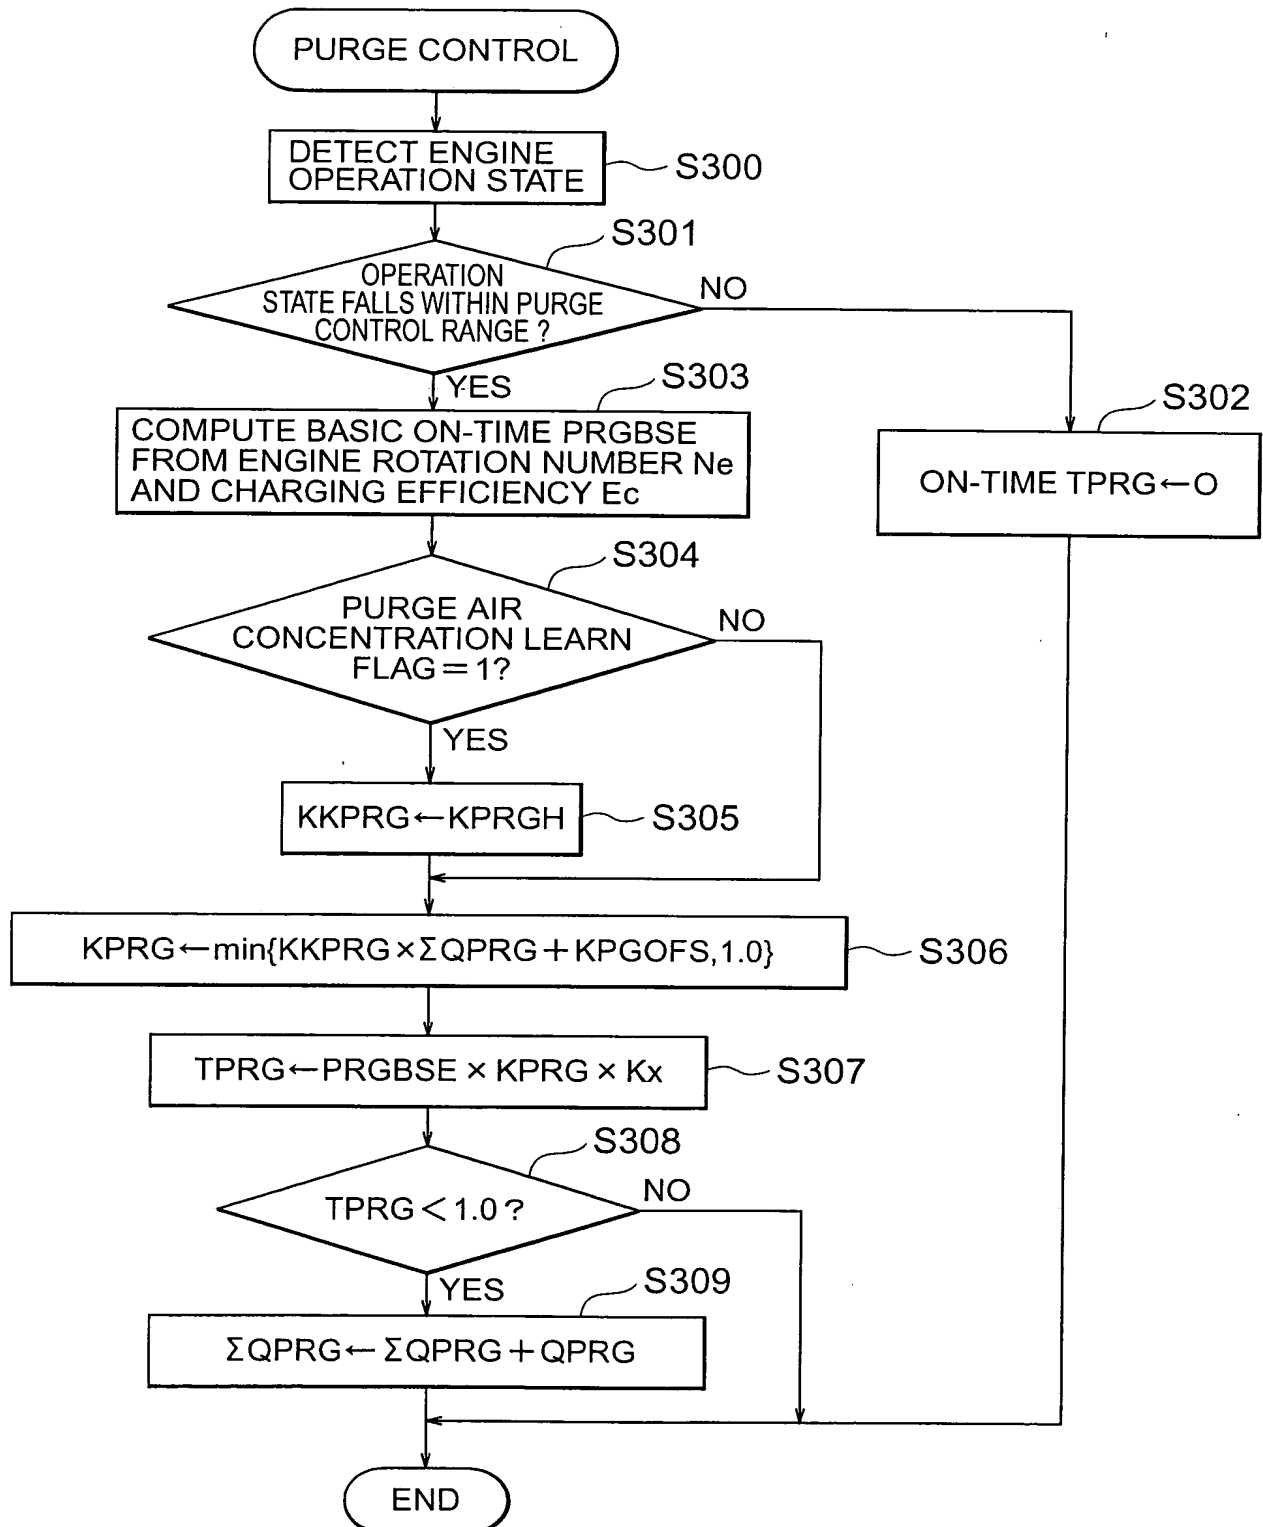 PURGE CONTROL
DETECT ENGINE
OPERATION STATE
S300
S301
OPERATION
STATE FALLS WITHIN PURGE
CONTROL RANGE ?
NO
YES
S303
S302
COMPUTE BASIC ON-TIME PRGBSE
FROM ENGINE ROTATION NUMBER Ne
AND CHARGING EFFICIENCY Ec
ON-TIME TPRG←O
S304
PURGE AIR
CONCENTRATION LEARN
FLAG=1?
NO
YES
KKPRG←KPRGH
S305
KPRG←min{KKPRG×ΣQPRG+KPGOFS,1.0}
S306
TPRG←PRGBSE × KPRG × Kx
S307
S308
TPRG<1.0 ?
NO
YES
S309
ΣQPRG←ΣQPRG+QPRG
END